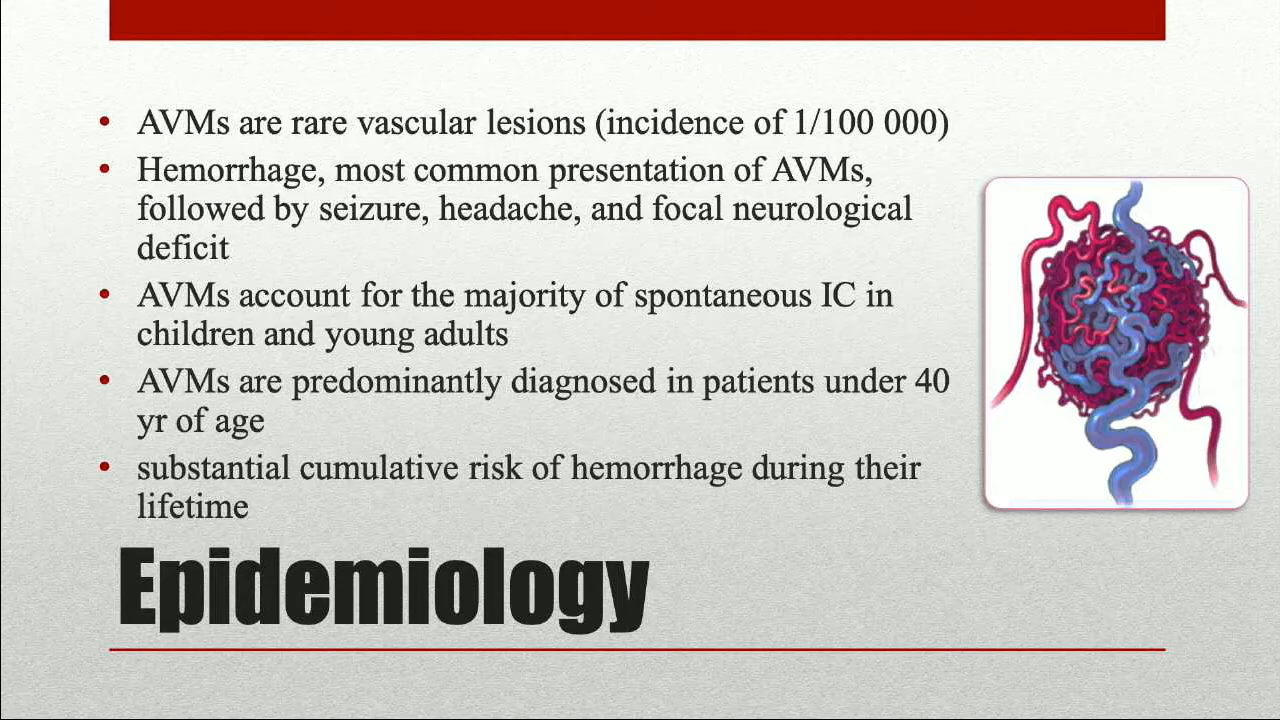 • AVMs are rare vascular lesions (incidence of 1/100 000)
• Hemorrhage, most common presentation of AVMs,
followed by seizure, headache, and focal neurological
deficit
• AVMs account for the majority of spontaneous IC in
children and young adults
• AVMs are predominantly diagnosed in patients under 40
yr of age
• substantial cumulative risk of hemorrhage during their
lifetime
Epidemiology